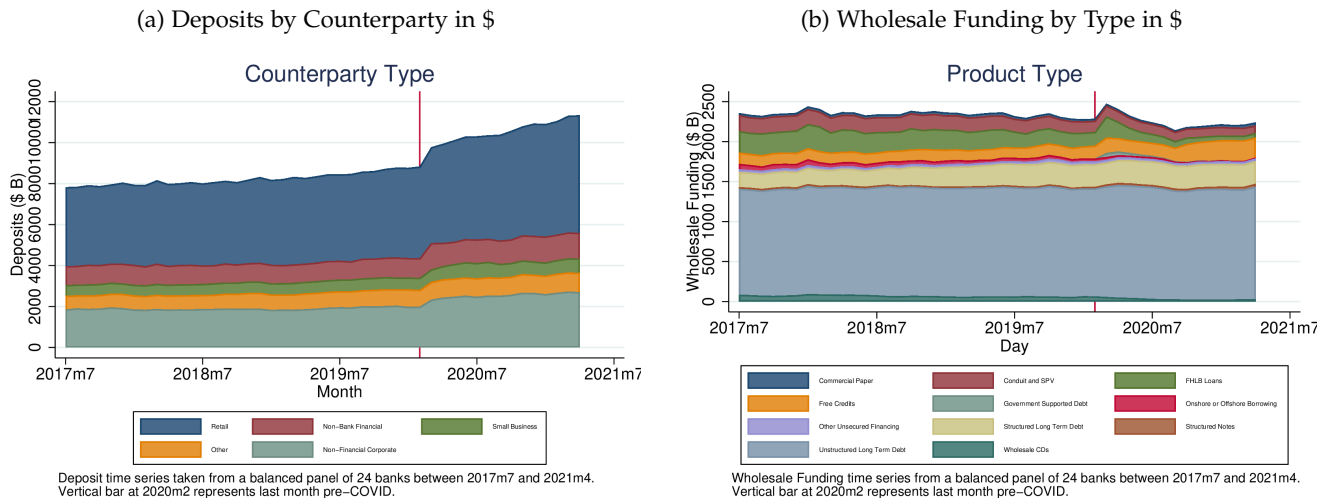 (a) Deposits by Counterparty in $
Counterparty Type
Deposits ($ B)
0 2000 4000 6000 8000 10000 12000
2017m7 2018m7 2019m7 2020m7 2021m7
Month
Retail Non−Bank Financial Small Business
Other Non−Financial Corporate
Deposit time series taken from a balanced panel of 24 banks between 2017m7 and 2021m4.
Vertical bar at 2020m2 represents last month pre−COVID.
(b) Wholesale Funding by Type in $
Product Type
Wholesale Funding ($ B)
0 500 1000 1500 2000 2500
2017m7 2018m7 2019m7 2020m7 2021m7
Day
Commercial Paper Conduit and SPV FHLB Loans
Free Credits Government Supported Debt Onshore or Offshore Borrowing
Other Unsecured Financing Structured Long Term Debt Structured Notes
Unstructured Long Term Debt Wholesale CDs
Wholesale Funding time series from a balanced panel of 24 banks between 2017m7 and 2021m4.
Vertical bar at 2020m2 represents last month pre−COVID.